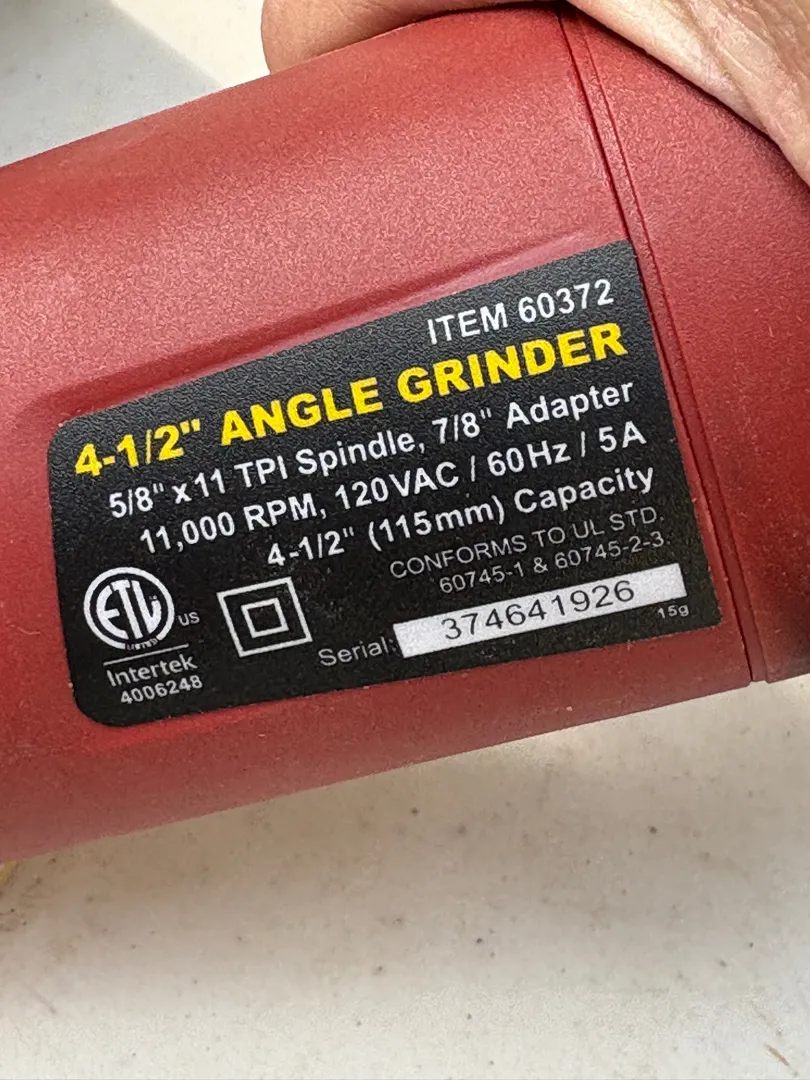 ITEM 60372
4-1/2" ANGLE GRINDER
5/8" x 11 TPI Spindle, 7/8" Adapter
11,000 RPM, 120VAC / 60Hz / 5A
4-1/2" (115mm) Capacity
CONFORMS TO UL STD.
60745-1 & 60745-2-3
ETL US
LISTED
Intertek
4006248
Serial: 374641926
15g